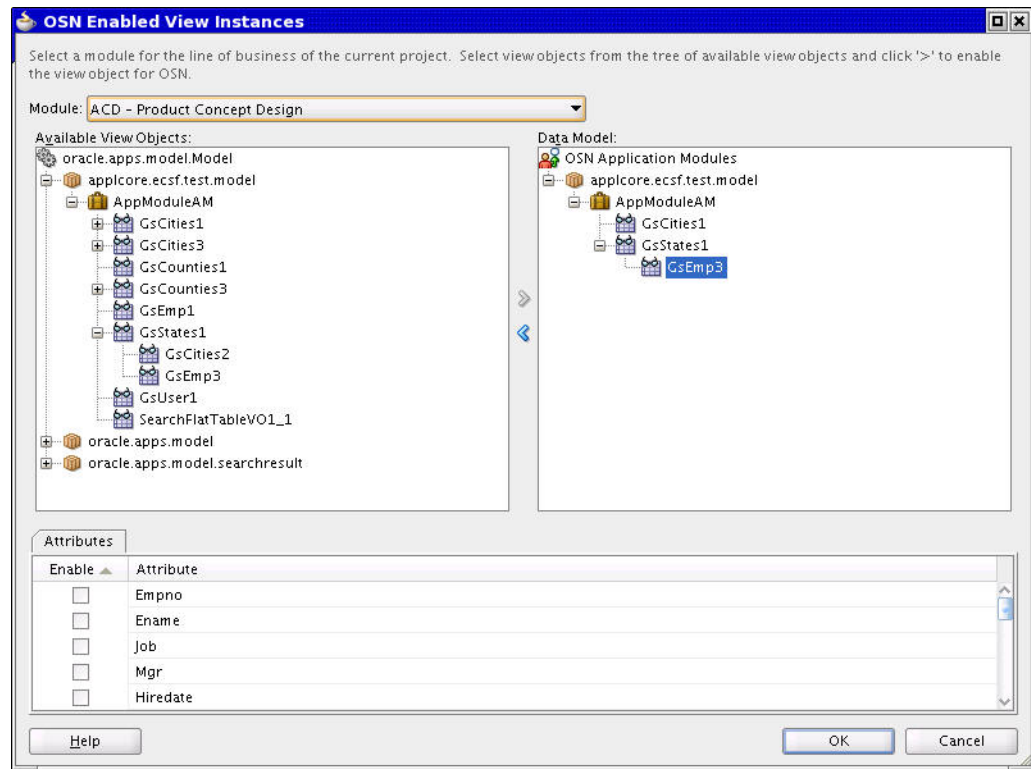 OSN Enabled View Instances
Select a module for the line of business of the current project. Select view objects from the tree of available view objects and click '>' to enable
the view object for OSN.
Module: ACD - Product Concept Design
Available View Objects:
oracle.apps.model.Model
applcore.ecsf.test.model
AppModuleAM
GsCities1
GsCities3
GsCounties1
GsCounties3
GsEmp1
GsStates1
GsCities2
GsEmp3
GsUser1
SearchFlatTableVO1_1
oracle.apps.model
oracle.apps.model.searchresult
Data Model:
OSN Application Modules
applcore.ecsf.test.model
AppModuleAM
GsCities1
GsStates1
GsEmp3
Attributes
Enable Attribute
Empno
Ename
Job
Mgr
Hiredate
Help OK Cancel